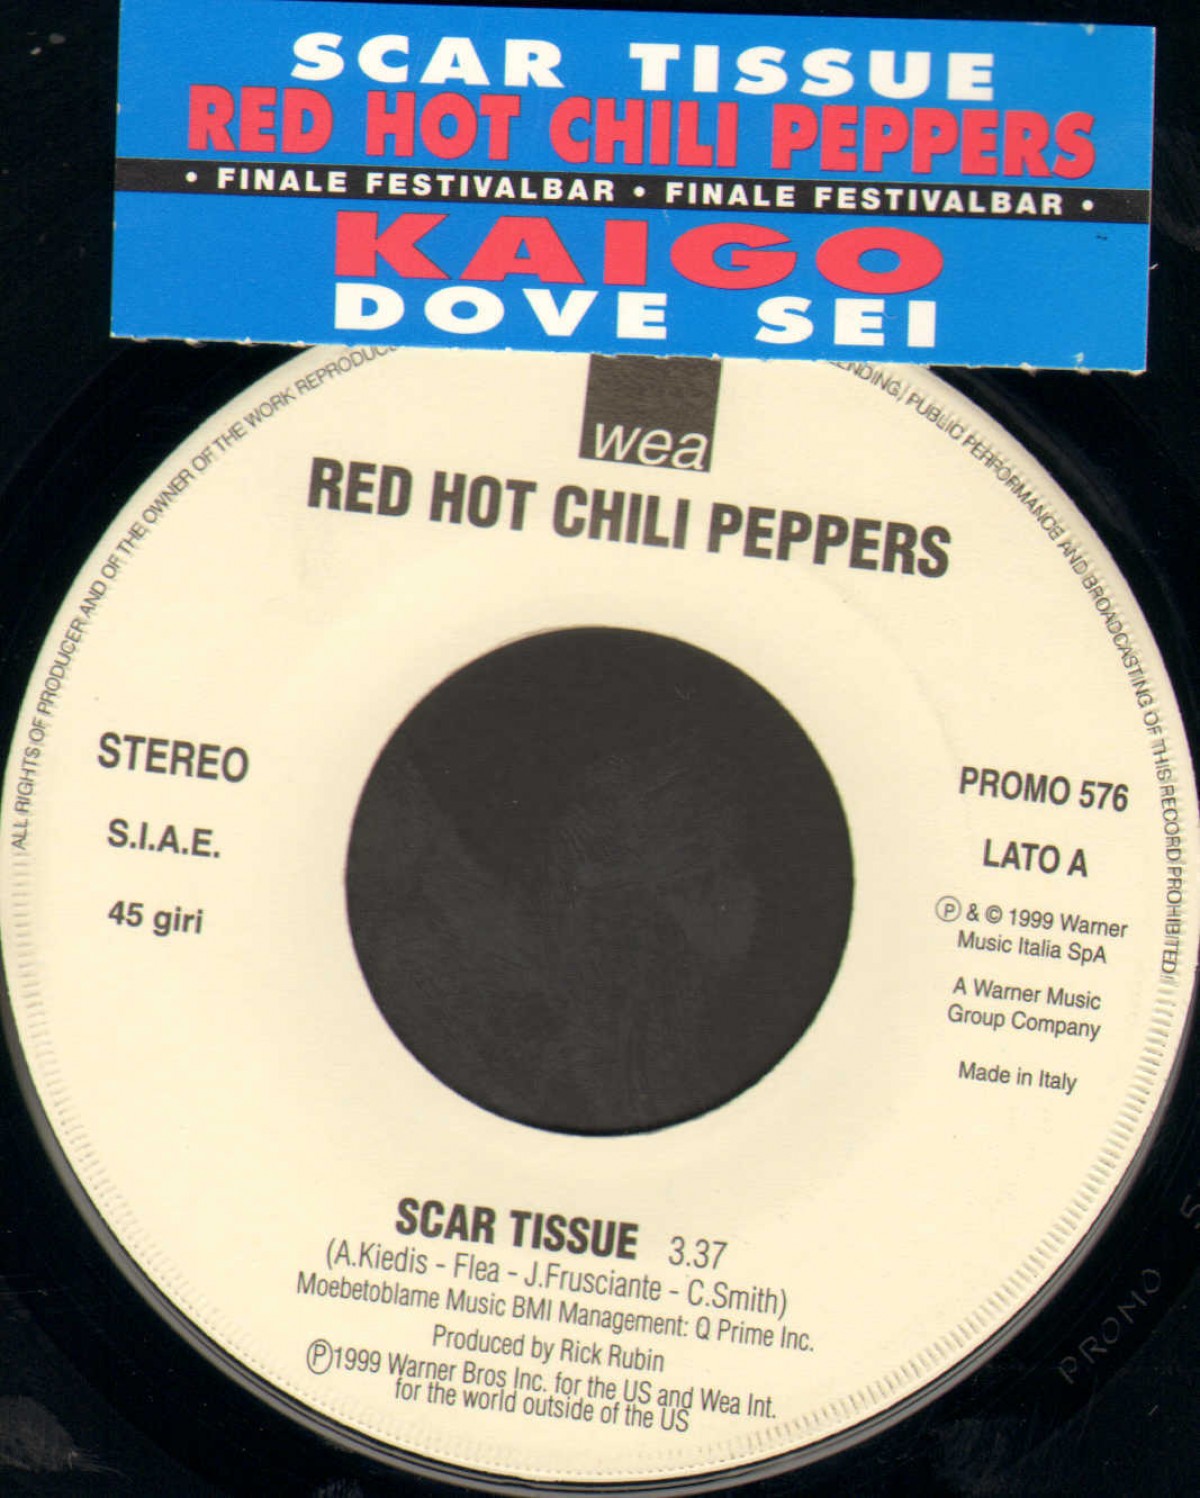 SCAR TISSUE
RED HOT CHILI PEPPERS
• FINALE FESTIVALBAR • FINALE FESTIVALBAR •
KAIGO
DOVE SEI
wea
RED HOT CHILI PEPPERS
ALL RIGHTS OF PRODUCER AND OF THE OWNER OF THE WORK REPRODUC
ENDING/PUBLIC PERFORMANCE AND BROADCASTING OF THIS RECORD PROHIBITED
STEREO
S.I.A.E.
45 giri
PROMO 576
LATO A
Ⓟ & © 1999 Warner
Music Italia SpA
A Warner Music
Group Company
Made in Italy
SCAR TISSUE 3.37
(A.Kiedis - Flea - J.Frusciante - C.Smith)
Moebetoblame Music BMI Management: Q Prime Inc.
Produced by Rick Rubin
Ⓟ1999 Warner Bros Inc. for the US and Wea Int.
for the world outside of the US
PROMO 5